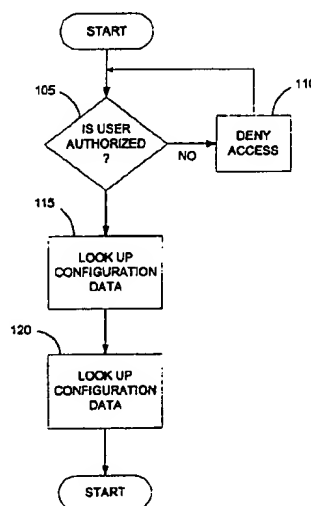 START
105
110
IS USER
AUTHORIZED
?
NO
DENY
ACCESS
115
LOOK UP
CONFIGURATION
DATA
120
LOOK UP
CONFIGURATION
DATA
START